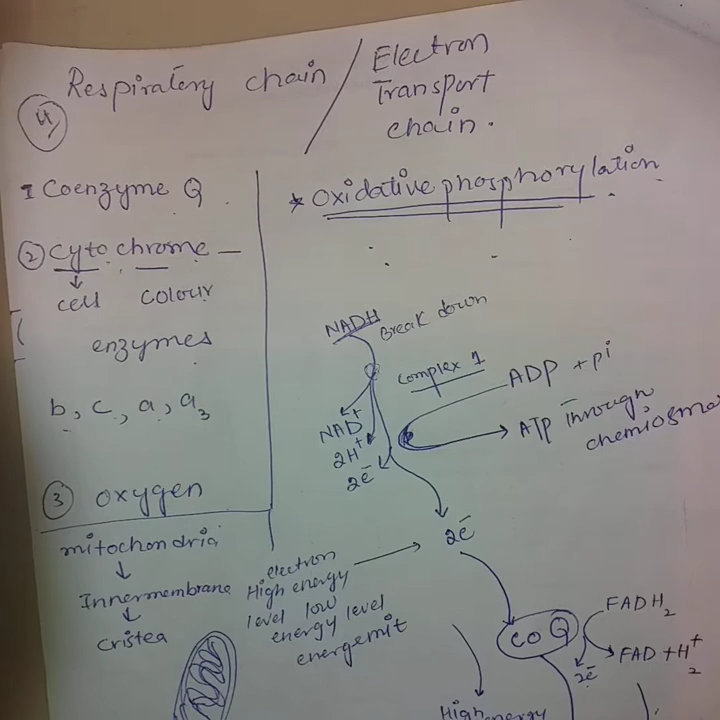 4
Respiratory chain / Electron
Transport
chain.
1 Coenzyme Q
② Cytochrome —
cell colour
enzymes
b, c, a, a3
③ oxygen
mitochondria
Innermembrane
cristea
* Oxidative phosphorylation
NADH Break down
complex 1
ADP + pi
ATP Through
chemiosmo
NAD+
2H+
2e-
2e-
electron
High energy
level low
energy level
energemit
CO Q
FADH2
FAD + H2+
2e-
High energy